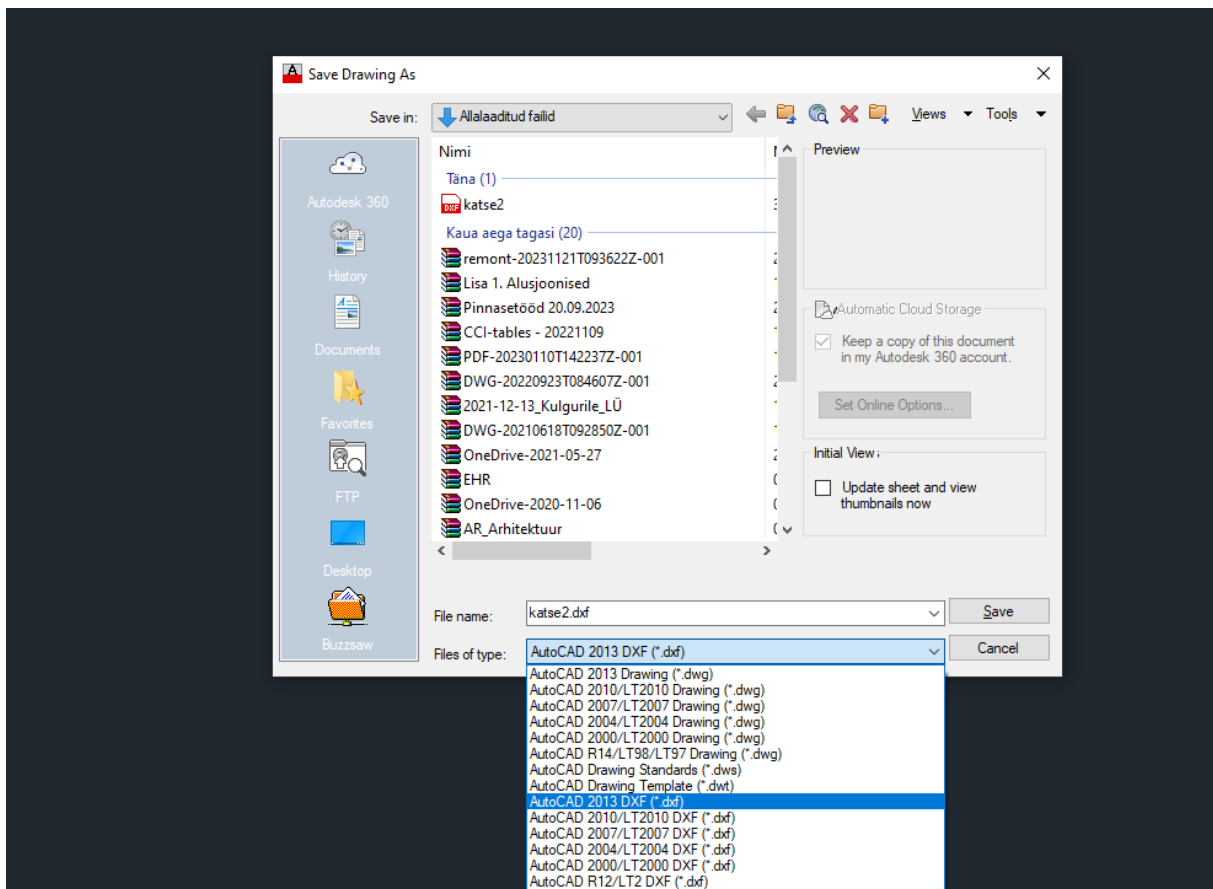 Save Drawing As
Save in:
Allalaaditud failid
Views
Tools
Autodesk 360
History
Documents
Favorites
FTP
Desktop
Buzzsaw
Nimi
Täna (1)
DXF katse2
Kaua aega tagasi (20)
remont-20231121T093622Z-001
Lisa 1. Alusjoonised
Pinnasetööd 20.09.2023
CCI-tables - 20221109
PDF-20230110T142237Z-001
DWG-20220923T084607Z-001
2021-12-13_Kulgurile_LÜ
DWG-20210618T092850Z-001
OneDrive-2021-05-27
EHR
OneDrive-2020-11-06
AR_Arhitektuur
Preview
Automatic Cloud Storage
Keep a copy of this document
in my Autodesk 360 account.
Set Online Options...
Initial View
Update sheet and view
thumbnails now
File name:
katse2.dxf
Save
Files of type:
AutoCAD 2013 DXF (*.dxf)
Cancel
AutoCAD 2013 Drawing (*.dwg)
AutoCAD 2010/LT2010 Drawing (*.dwg)
AutoCAD 2007/LT2007 Drawing (*.dwg)
AutoCAD 2004/LT2004 Drawing (*.dwg)
AutoCAD 2000/LT2000 Drawing (*.dwg)
AutoCAD R14/LT98/LT97 Drawing (*.dwg)
AutoCAD Drawing Standards (*.dws)
AutoCAD Drawing Template (*.dwt)
AutoCAD 2013 DXF (*.dxf)
AutoCAD 2010/LT2010 DXF (*.dxf)
AutoCAD 2007/LT2007 DXF (*.dxf)
AutoCAD 2004/LT2004 DXF (*.dxf)
AutoCAD 2000/LT2000 DXF (*.dxf)
AutoCAD R12/LT2 DXF (*.dxf)